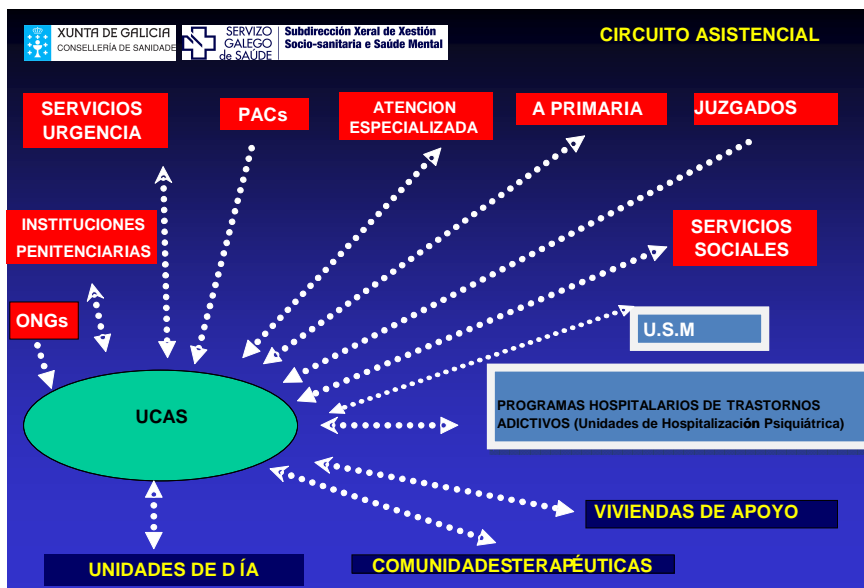 XUNTA DE GALICIA
CONSELLERÍA DE SANIDADE
SERVIZO
GALEGO
de SAÚDE
Subdirección Xeral de Xestión
Socio-sanitaria e Saúde Mental
CIRCUITO ASISTENCIAL
SERVICIOS
URGENCIA
PACs
ATENCION
ESPECIALIZADA
A PRIMARIA
JUZGADOS
INSTITUCIONES
PENITENCIARIAS
SERVICIOS
SOCIALES
ONGs
U.S.M
UCAS
PROGRAMAS HOSPITALARIOS DE TRASTORNOS
ADICTIVOS (Unidades de Hospitalización Psiquiátrica)
VIVIENDAS DE APOYO
UNIDADES DE D ÍA
COMUNIDADESTERAPÉUTICAS